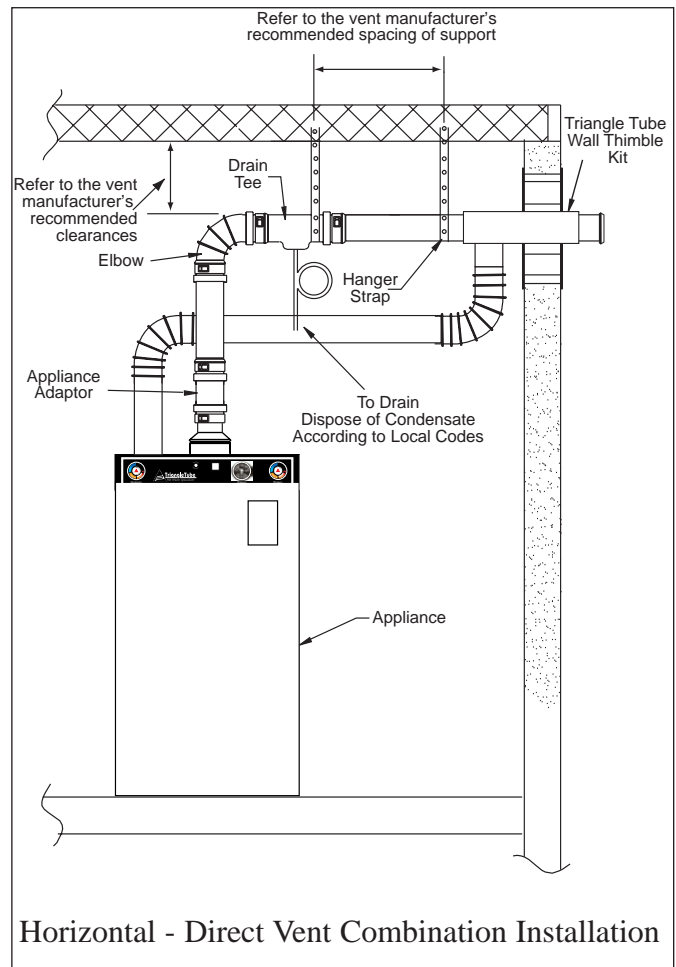 Refer to the vent manufacturer's
recommended spacing of support
Triangle Tube
Wall Thimble
Kit
Drain
Tee
Refer to the vent
manufacturer's
recommended
clearances
Elbow
Hanger
Strap
Appliance
Adaptor
To Drain
Dispose of Condensate
According to Local Codes
TriangleTube
Appliance
Horizontal - Direct Vent Combination Installation